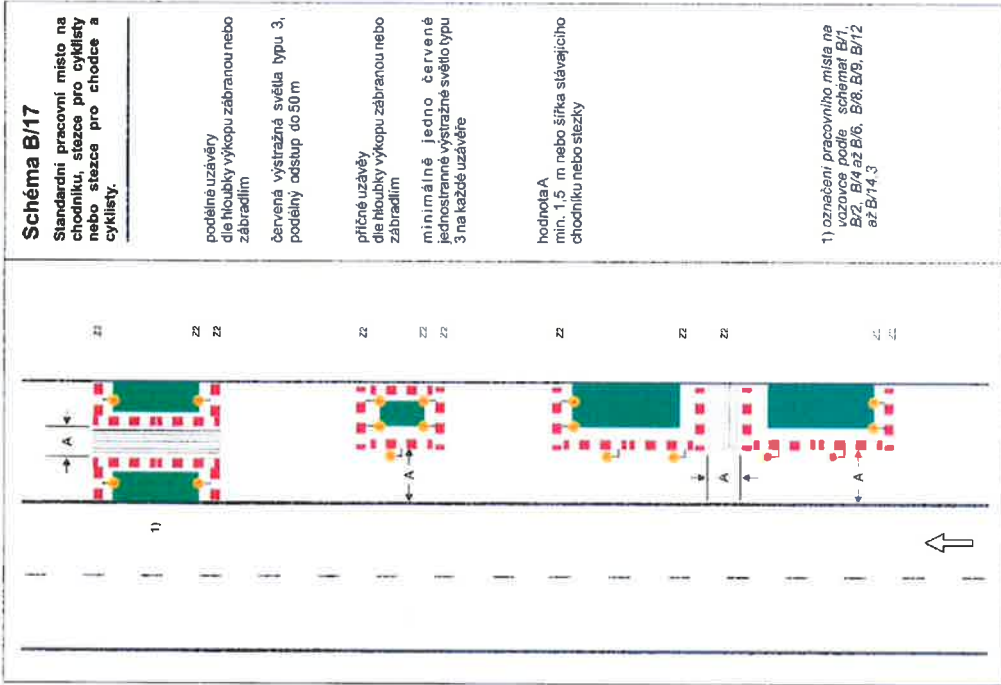 Schéma B/17
Standardní pracovní místo na
chodníku, stezce pro cyklisty
nebo stezce pro chodce a
cyklisty.
podélné uzávěry
dle hloubky výkopu zábranou nebo
zábradlím
červená výstražná světla typu 3,
podélný odstup do 50 m
příčné uzávěy
dle hloubky výkopu zábranou nebo
zábradlím
minimálně jedno červené
jednostranné výstražné světlo typu
3 na každé uzávěře
hodnota A
min. 1,5 m nebo šířka stávajícího
chodníku nebo stezky
1) označení pracovního místa na
vozovce podle schémat B/1,
B/2, B/4 až B/6, B/8, B/9, B/12
až B/14.3
Z2
Z2
Z2
Z2
Z2
Z2
Z2
Z2
Z2
A
A
A
A
1)